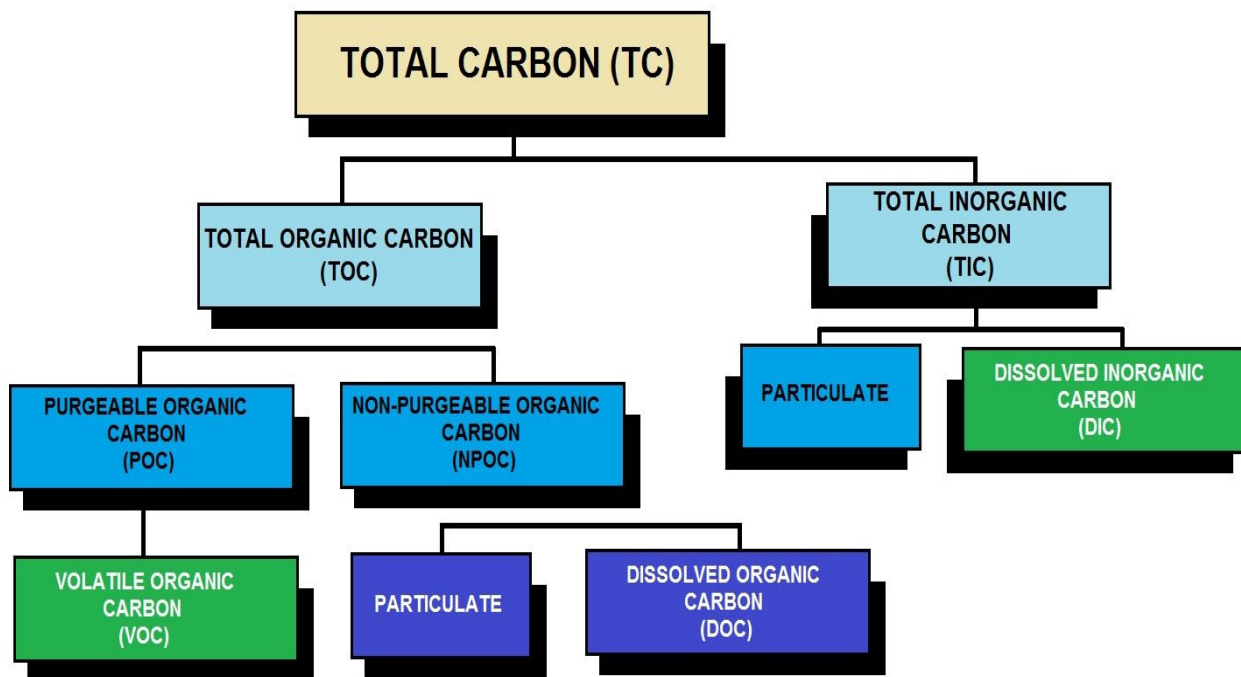 TOTAL CARBON (TC)
TOTAL ORGANIC CARBON
(TOC)
TOTAL INORGANIC
CARBON
(TIC)
PURGEABLE ORGANIC
CARBON
(POC)
NON-PURGEABLE ORGANIC
CARBON
(NPOC)
PARTICULATE
DISSOLVED INORGANIC
CARBON
(DIC)
VOLATILE ORGANIC
CARBON
(VOC)
PARTICULATE
DISSOLVED ORGANIC
CARBON
(DOC)